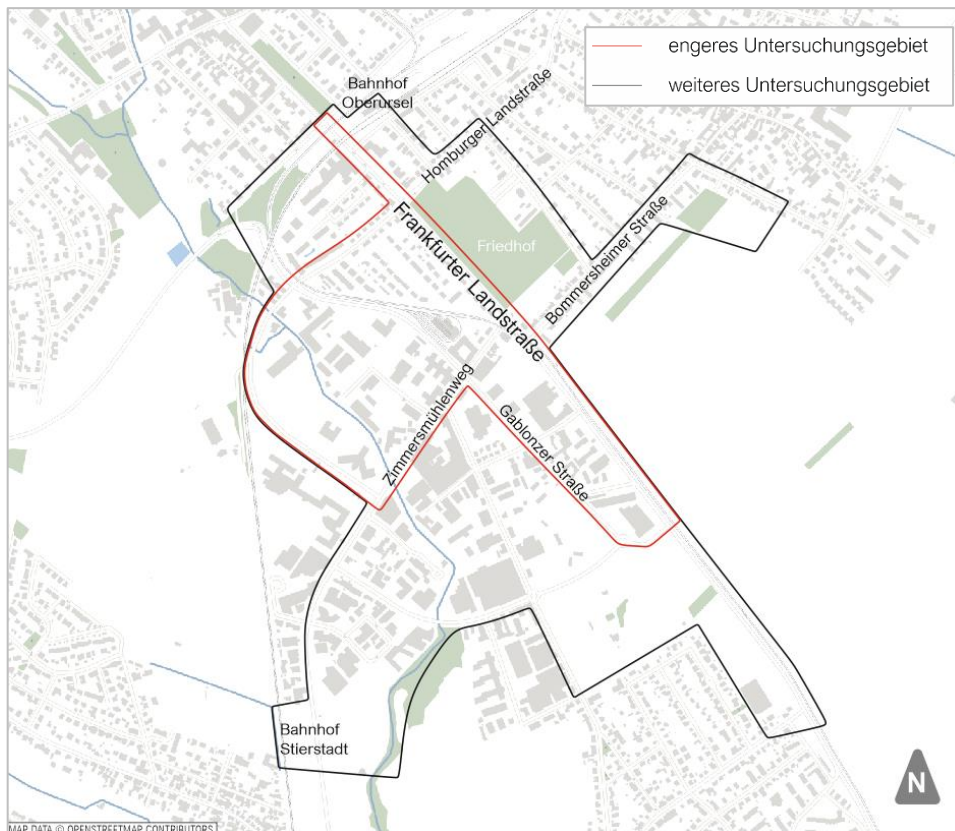 engeres Untersuchungsgebiet
weiteres Untersuchungsgebiet
Bahnhof
Oberursel
Homburger Landstraße
Friedhof
Frankfurter Landstraße
Bommersheimer Straße
Zimmersmühlenweg
Gablonzer Straße
Bahnhof
Stierstadt
N
MAP DATA © OPENSTREETMAP CONTRIBUTORS